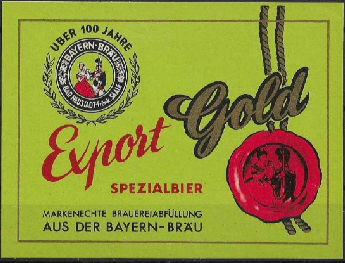 ÜBER 100 JAHRE
BAYERN-BRÄU
Export Gold
SPEZIALBIER
MARKENECHTE BRAUEREIABFÜLLUNG
AUS DER BAYERN-BRÄU